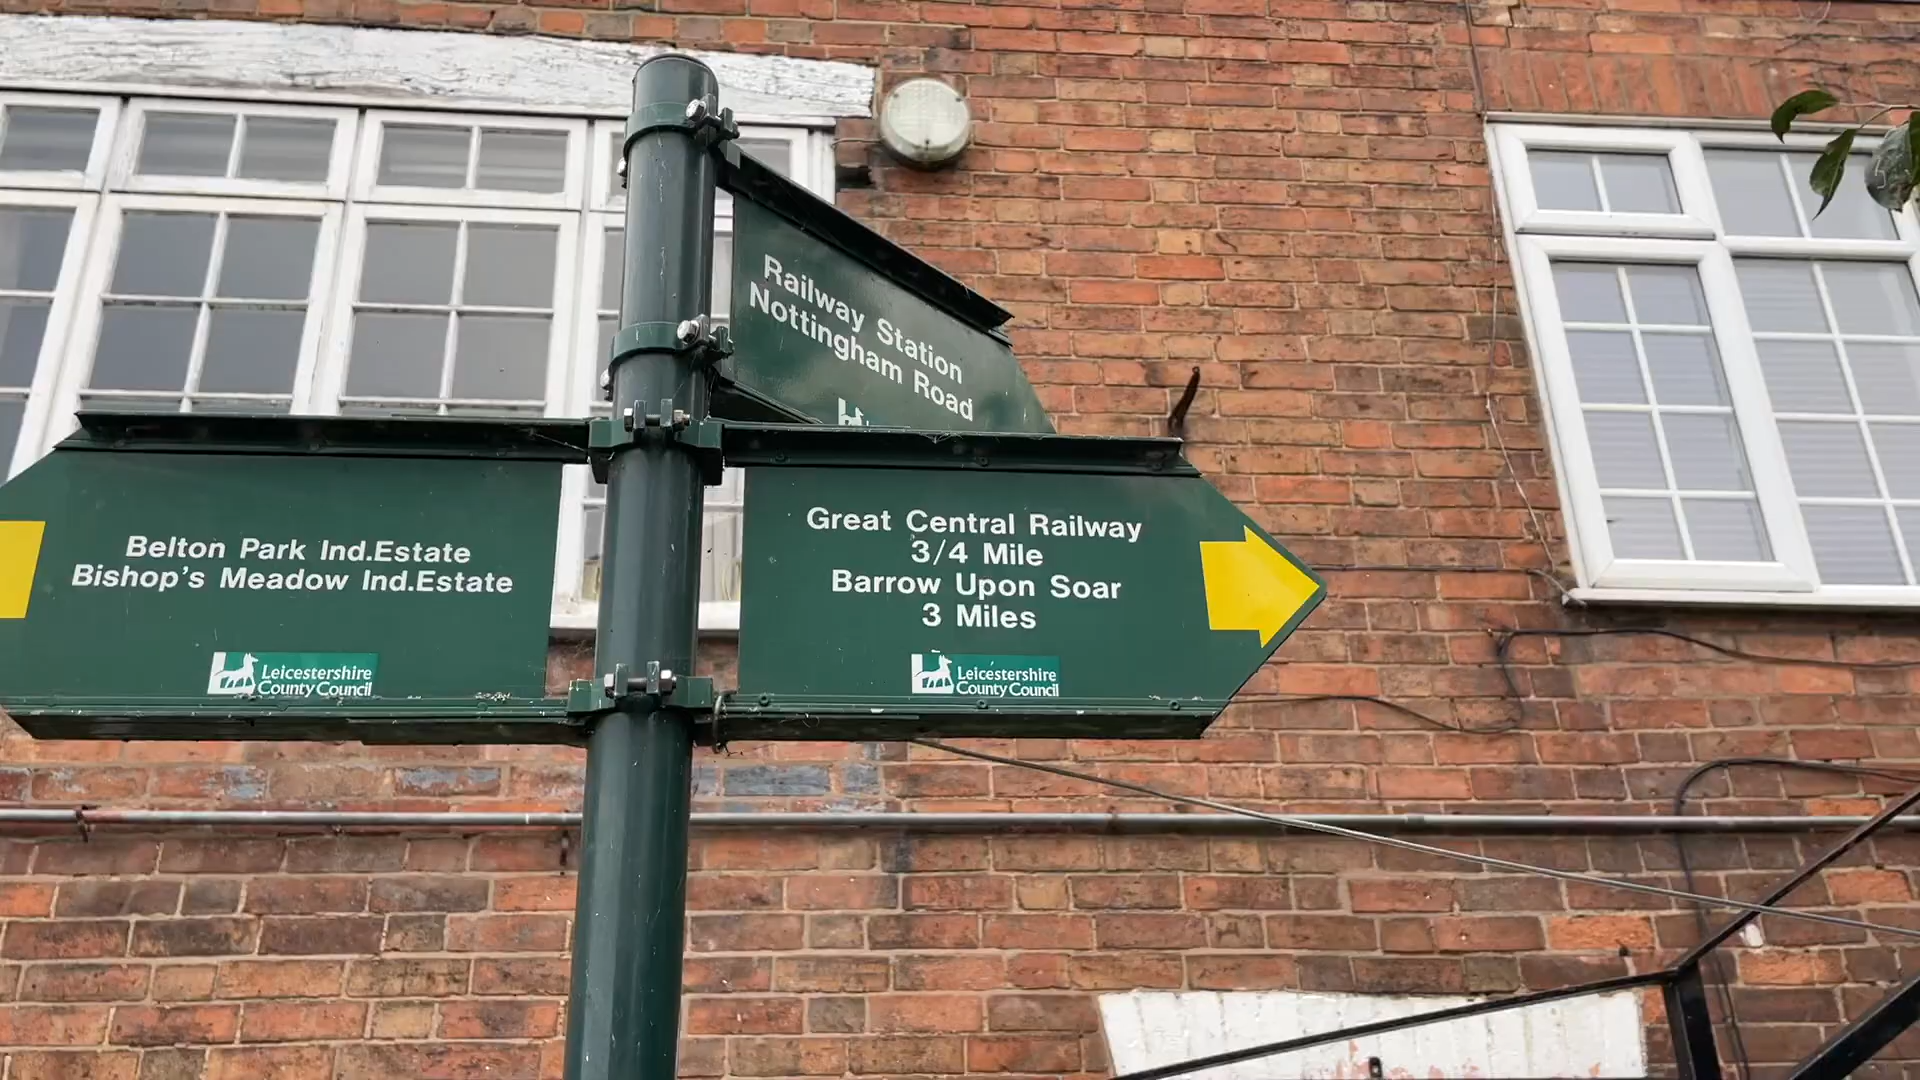 Railway Station
Nottingham Road
Belton Park Ind.Estate
Bishop's Meadow Ind.Estate
Leicestershire
County Council
Great Central Railway
3/4 Mile
Barrow Upon Soar
3 Miles
Leicestershire
County Council